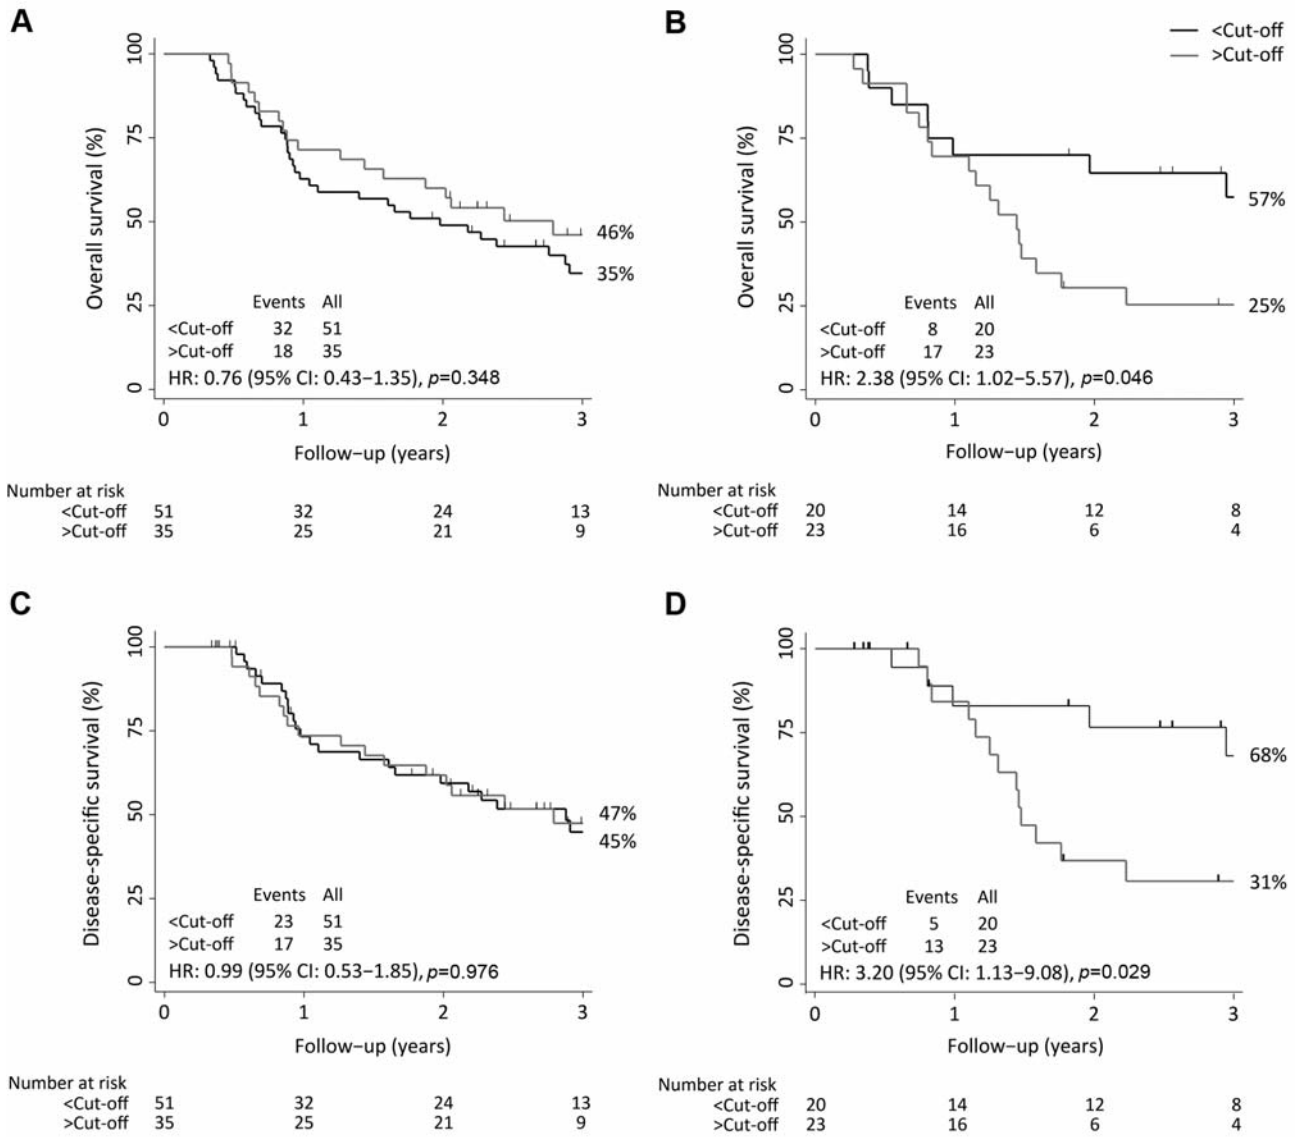 A
Overall survival (%)
100
75
50
25
0
46%
35%
Events All
<Cut-off 32 51
>Cut-off 18 35
HR: 0.76 (95% CI: 0.43–1.35), p=0.348
0 1 2 3
Follow–up (years)
Number at risk
<Cut-off 51 32 24 13
>Cut-off 35 25 21 9
B
<Cut-off
>Cut-off
Overall survival (%)
100
75
50
25
0
57%
25%
Events All
<Cut-off 8 20
>Cut-off 17 23
HR: 2.38 (95% CI: 1.02–5.57), p=0.046
0 1 2 3
Follow–up (years)
Number at risk
<Cut-off 20 14 12 8
>Cut-off 23 16 6 4
C
Disease-specific survival (%)
100
75
50
25
0
47%
45%
Events All
<Cut-off 23 51
>Cut-off 17 35
HR: 0.99 (95% CI: 0.53–1.85), p=0.976
0 1 2 3
Follow–up (years)
Number at risk
<Cut-off 51 32 24 13
>Cut-off 35 25 21 9
D
Disease-specific survival (%)
100
75
50
25
0
68%
31%
Events All
<Cut-off 5 20
>Cut-off 13 23
HR: 3.20 (95% CI: 1.13–9.08), p=0.029
0 1 2 3
Follow–up (years)
Number at risk
<Cut-off 20 14 12 8
>Cut-off 23 16 6 4